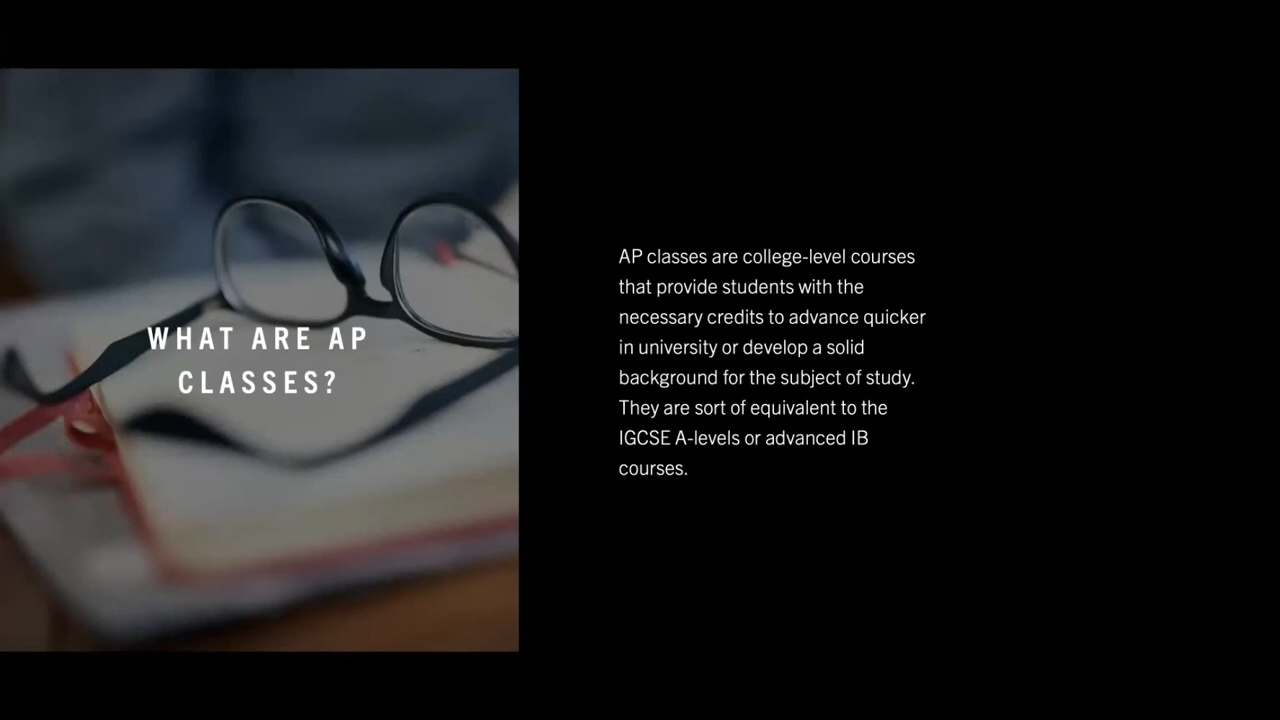 WHAT ARE AP
CLASSES?
AP classes are college-level courses
that provide students with the
necessary credits to advance quicker
in university or develop a solid
background for the subject of study.
They are sort of equivalent to the
IGCSE A-levels or advanced IB
courses.